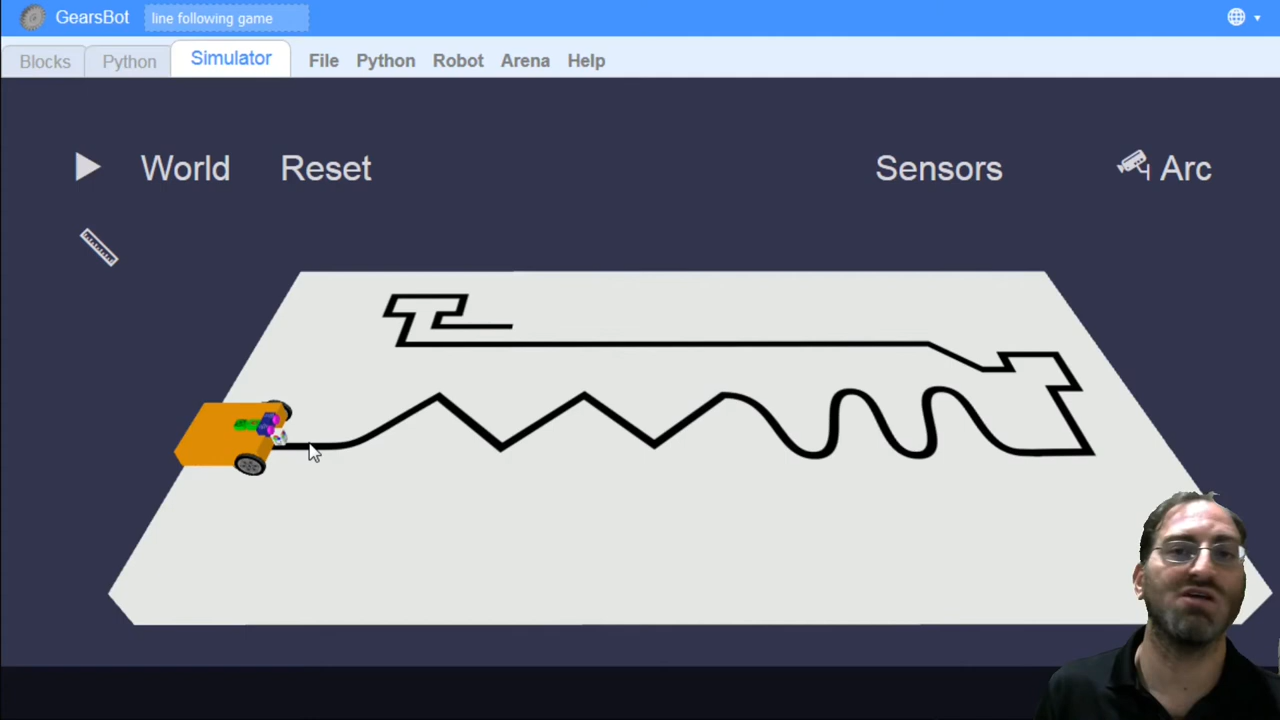 GearsBot line following game
Blocks Python Simulator File Python Robot Arena Help
World Reset Sensors Arc